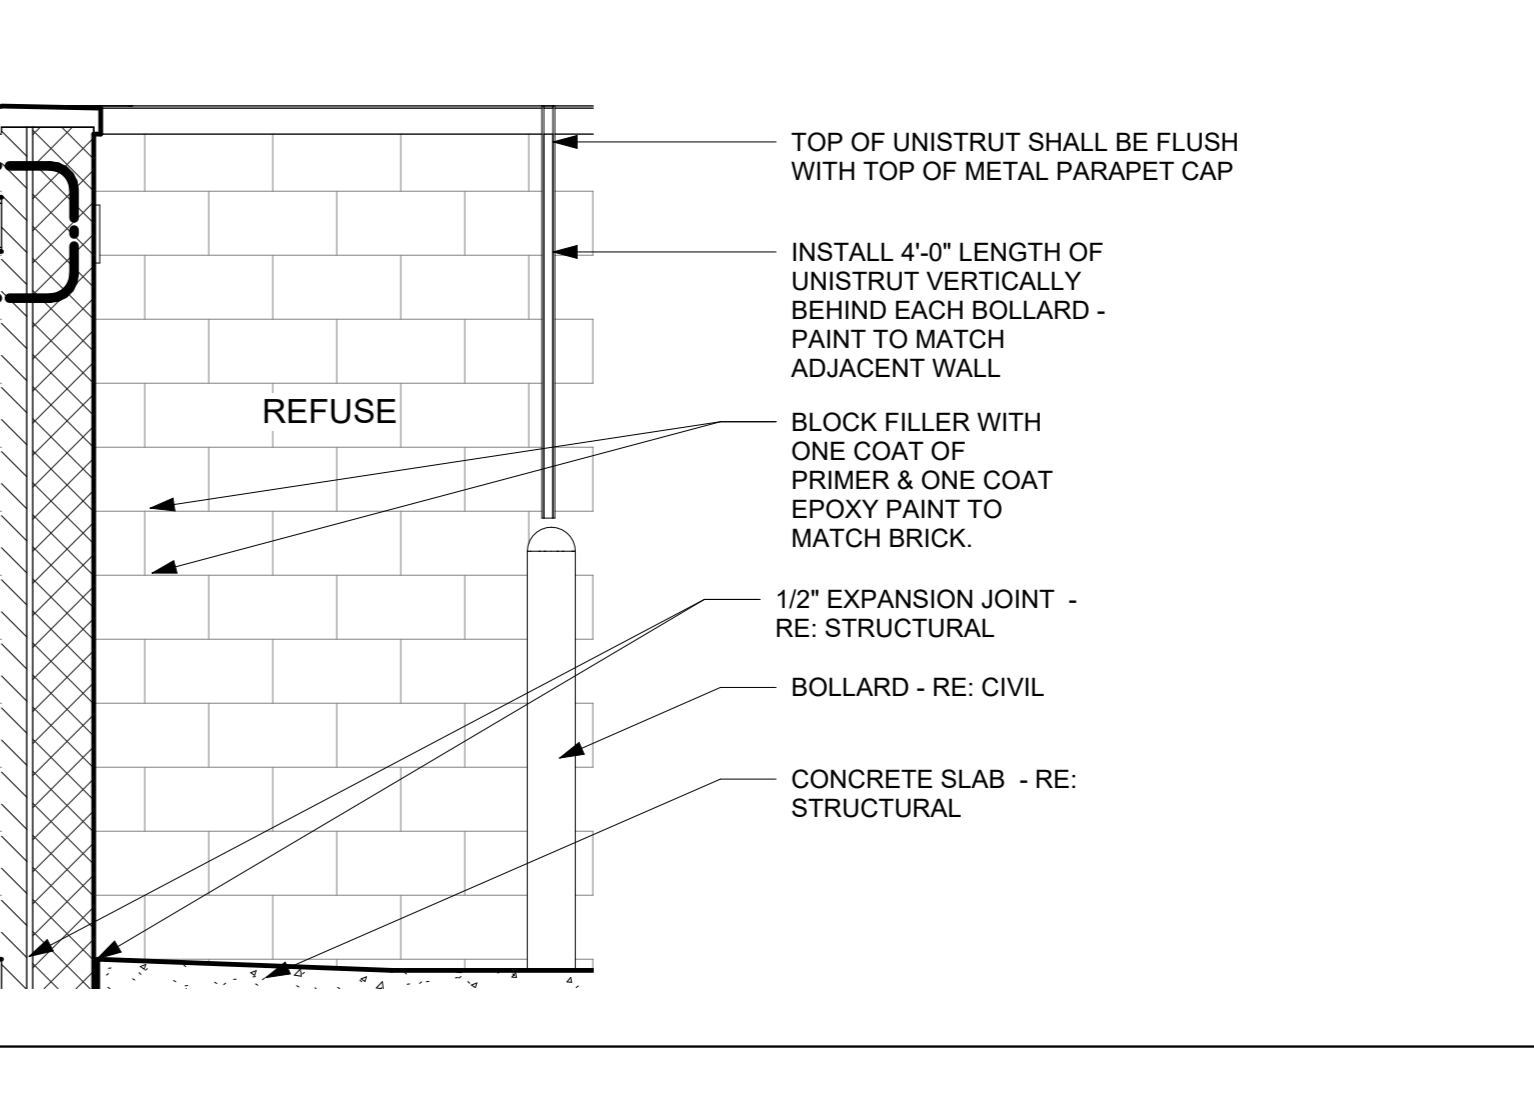 TOP OF UNISTRUT SHALL BE FLUSH
WITH TOP OF METAL PARAPET CAP
INSTALL 4'-0" LENGTH OF
UNISTRUT VERTICALLY
BEHIND EACH BOLLARD -
PAINT TO MATCH
ADJACENT WALL
REFUSE
BLOCK FILLER WITH
ONE COAT OF
PRIMER & ONE COAT
EPOXY PAINT TO
MATCH BRICK.
1/2" EXPANSION JOINT  -
RE: STRUCTURAL
BOLLARD - RE: CIVIL
CONCRETE SLAB  - RE:
STRUCTURAL